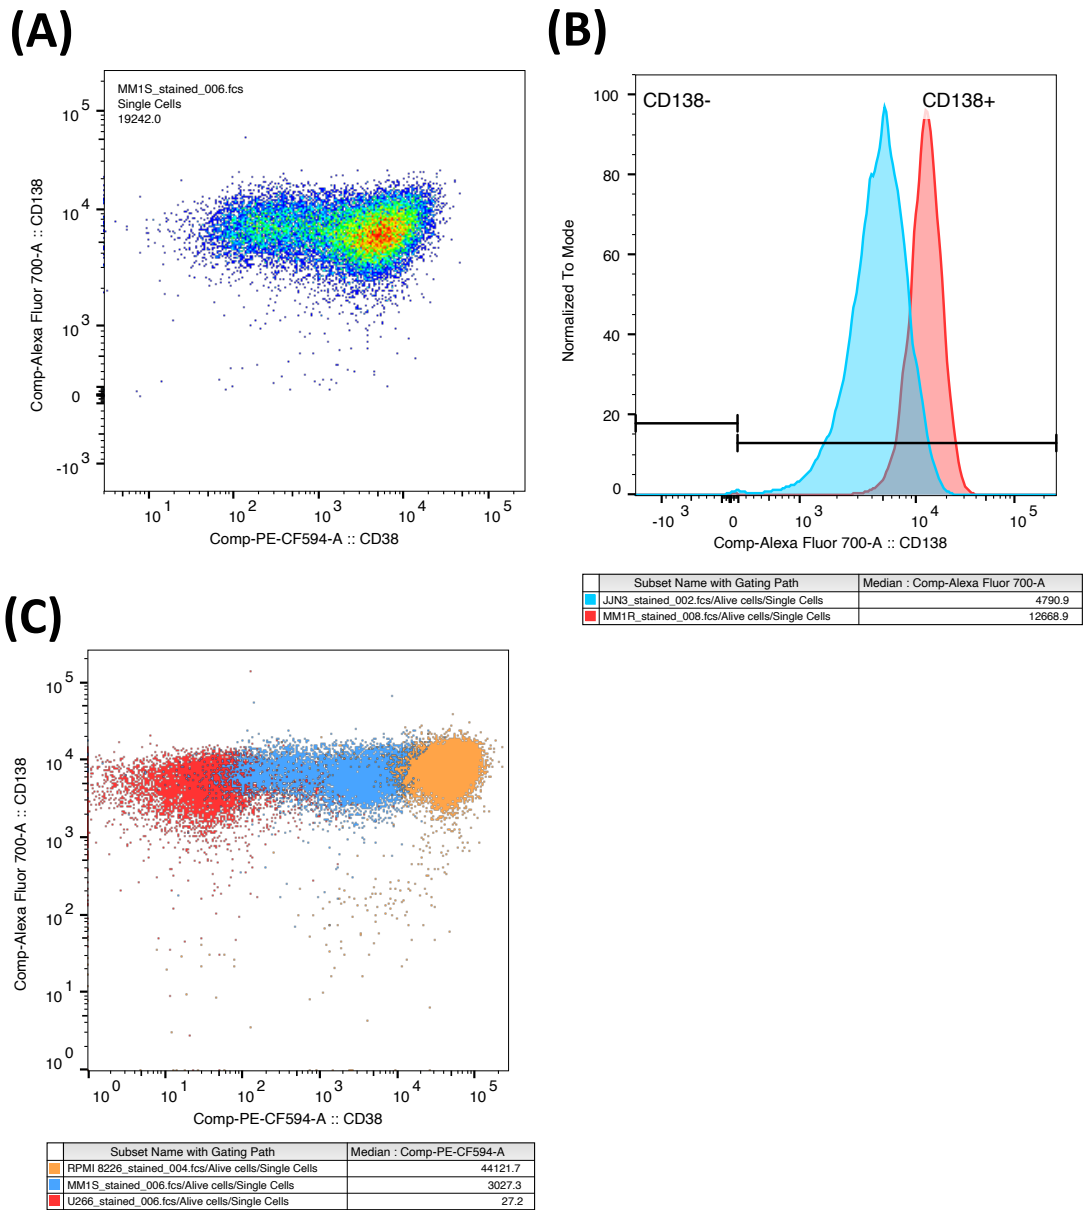 (A)
MM1S_stained_006.fcs
Single Cells
19242.0
10^5
10^4
10^3
0
-10^3
Comp-Alexa Fluor 700-A :: CD138
10^1 10^2 10^3 10^4 10^5
Comp-PE-CF594-A :: CD38
(B)
CD138- CD138+
100
80
60
40
20
0
Normalized To Mode
-10^3 0 10^3 10^4 10^5
Comp-Alexa Fluor 700-A :: CD138
Subset Name with Gating Path Median : Comp-Alexa Fluor 700-A
JJN3_stained_002.fcs/Alive cells/Single Cells 4790.9
MM1R_stained_008.fcs/Alive cells/Single Cells 12668.9
(C)
10^5
10^4
10^3
10^2
10^1
10^0
Comp-Alexa Fluor 700-A :: CD138
10^0 10^1 10^2 10^3 10^4 10^5
Comp-PE-CF594-A :: CD38
Subset Name with Gating Path Median : Comp-PE-CF594-A
RPMI 8226_stained_004.fcs/Alive cells/Single Cells 44121.7
MM1S_stained_006.fcs/Alive cells/Single Cells 3027.3
U266_stained_006.fcs/Alive cells/Single Cells 27.2